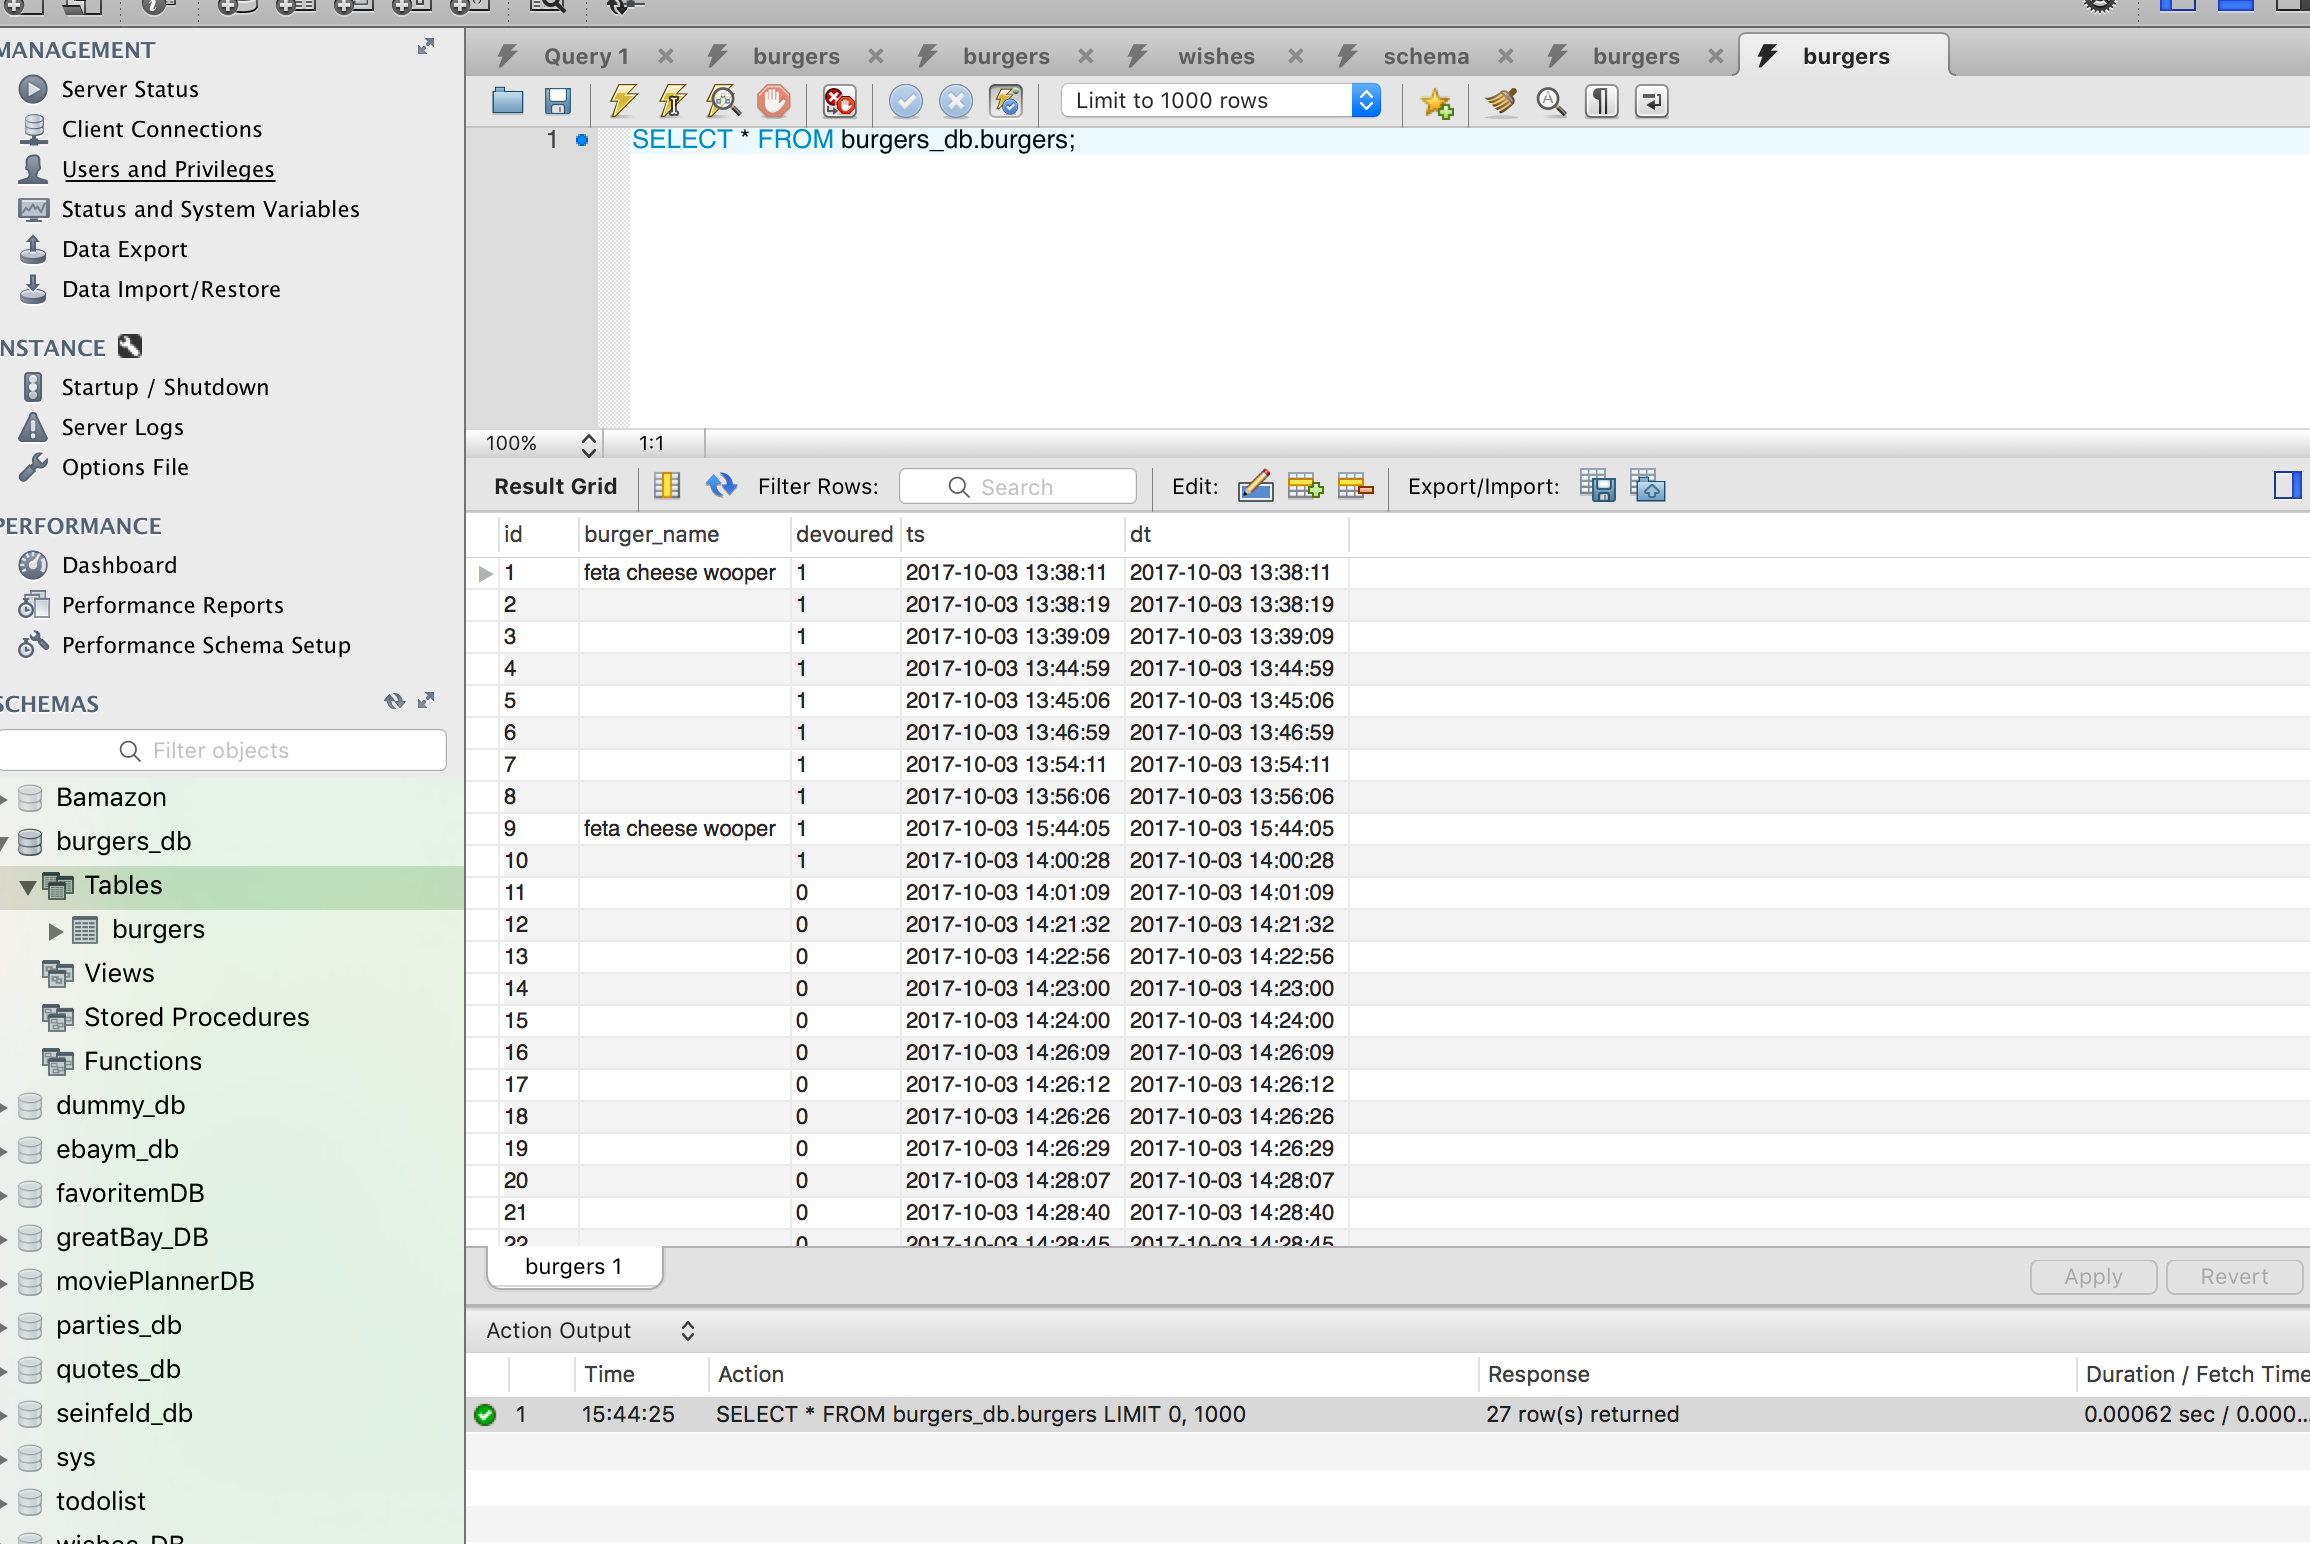 MANAGEMENT
Server Status
Client Connections
Users and Privileges
Status and System Variables
Data Export
Data Import/Restore
NSTANCE
Startup / Shutdown
Server Logs
Options File
PERFORMANCE
Dashboard
Performance Reports
Performance Schema Setup
SCHEMAS
Filter objects
Bamazon
burgers_db
Tables
burgers
Views
Stored Procedures
Functions
dummy_db
ebaym_db
favoritemDB
greatBay_DB
moviePlannerDB
parties_db
quotes_db
seinfeld_db
sys
todolist
wishes_DB
Query 1 burgers burgers wishes schema burgers burgers
Limit to 1000 rows
1 SELECT * FROM burgers_db.burgers;
100% 1:1
Result Grid Filter Rows: Search Edit: Export/Import:
id burger_name devoured ts dt
1 feta cheese wooper 1 2017-10-03 13:38:11 2017-10-03 13:38:11
2 1 2017-10-03 13:38:19 2017-10-03 13:38:19
3 1 2017-10-03 13:39:09 2017-10-03 13:39:09
4 1 2017-10-03 13:44:59 2017-10-03 13:44:59
5 1 2017-10-03 13:45:06 2017-10-03 13:45:06
6 1 2017-10-03 13:46:59 2017-10-03 13:46:59
7 1 2017-10-03 13:54:11 2017-10-03 13:54:11
8 1 2017-10-03 13:56:06 2017-10-03 13:56:06
9 feta cheese wooper 1 2017-10-03 15:44:05 2017-10-03 15:44:05
10 1 2017-10-03 14:00:28 2017-10-03 14:00:28
11 0 2017-10-03 14:01:09 2017-10-03 14:01:09
12 0 2017-10-03 14:21:32 2017-10-03 14:21:32
13 0 2017-10-03 14:22:56 2017-10-03 14:22:56
14 0 2017-10-03 14:23:00 2017-10-03 14:23:00
15 0 2017-10-03 14:24:00 2017-10-03 14:24:00
16 0 2017-10-03 14:26:09 2017-10-03 14:26:09
17 0 2017-10-03 14:26:12 2017-10-03 14:26:12
18 0 2017-10-03 14:26:26 2017-10-03 14:26:26
19 0 2017-10-03 14:26:29 2017-10-03 14:26:29
20 0 2017-10-03 14:28:07 2017-10-03 14:28:07
21 0 2017-10-03 14:28:40 2017-10-03 14:28:40
22 0 2017-10-03 14:28:45 2017-10-03 14:28:45
burgers 1 Apply Revert
Action Output
Time Action Response Duration / Fetch Time
1 15:44:25 SELECT * FROM burgers_db.burgers LIMIT 0, 1000 27 row(s) returned 0.00062 sec / 0.000...